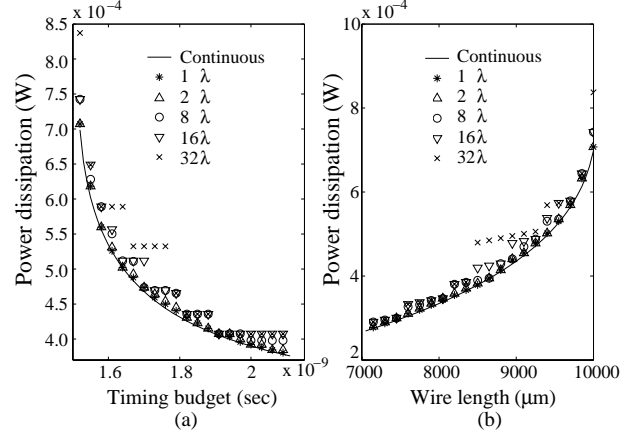 x 10⁻⁴
8.5
8.0
7.5
7.0
6.5
6.0
5.5
5.0
4.5
4.0
Power dissipation (W)
Continuous
1 λ
2 λ
8 λ
16λ
32λ
1.6
1.8
2
x 10⁻⁹
Timing budget (sec)
(a)
x 10⁻⁴
10
8
6
4
2
Power dissipation (W)
Continuous
1 λ
2 λ
8 λ
16λ
32λ
7000
8000
9000
10000
Wire length (μm)
(b)